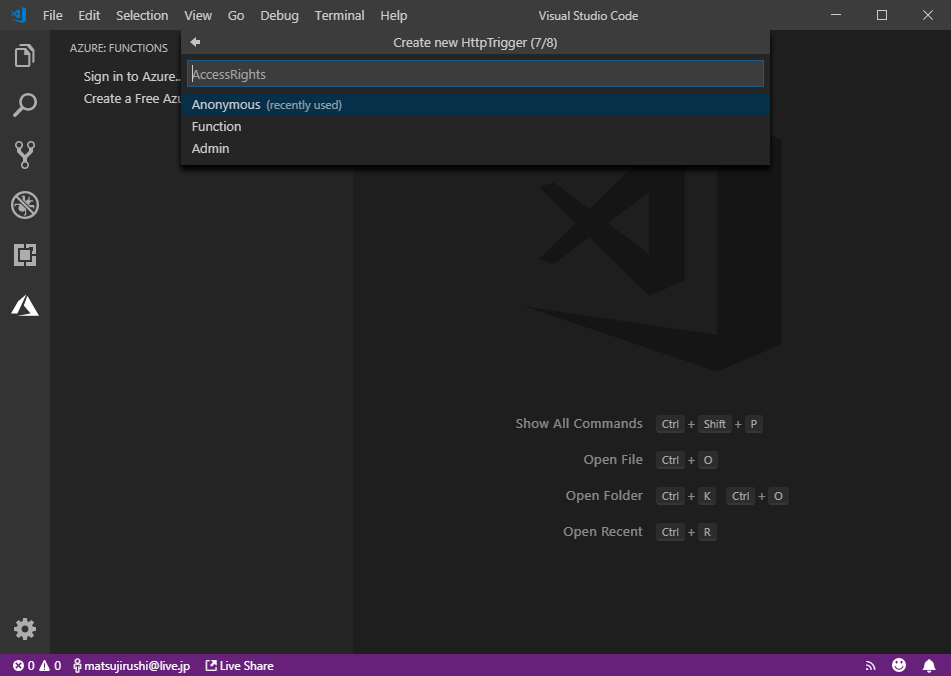 File Edit Selection View Go Debug Terminal Help Visual Studio Code
AZURE: FUNCTIONS
Create new HttpTrigger (7/8)
Sign in to Azure..
Create a Free Azu
AccessRights
Anonymous (recently used)
Function
Admin
Show All Commands Ctrl + Shift + P
Open File Ctrl + O
Open Folder Ctrl + K Ctrl + O
Open Recent Ctrl + R
0 0 matsujirushi@live.jp Live Share